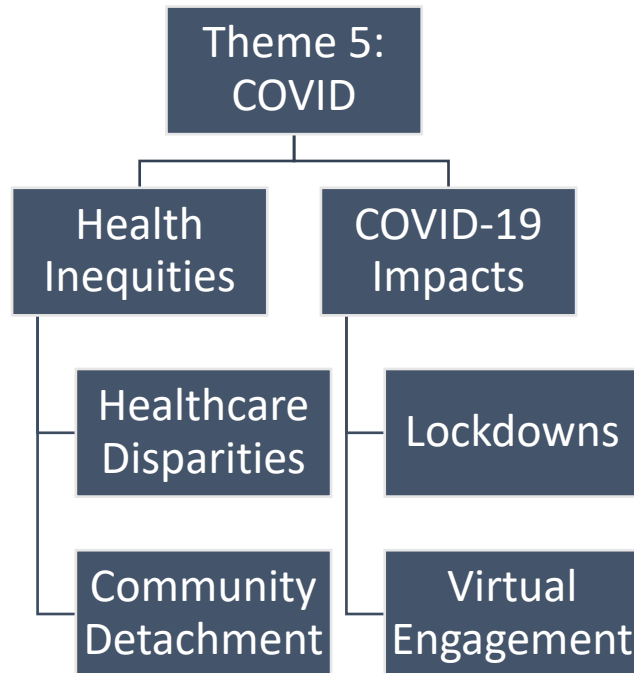 Theme 5:
COVID
Health
Inequities
COVID-19
Impacts
Healthcare
Disparities
Lockdowns
Community
Detachment
Virtual
Engagement